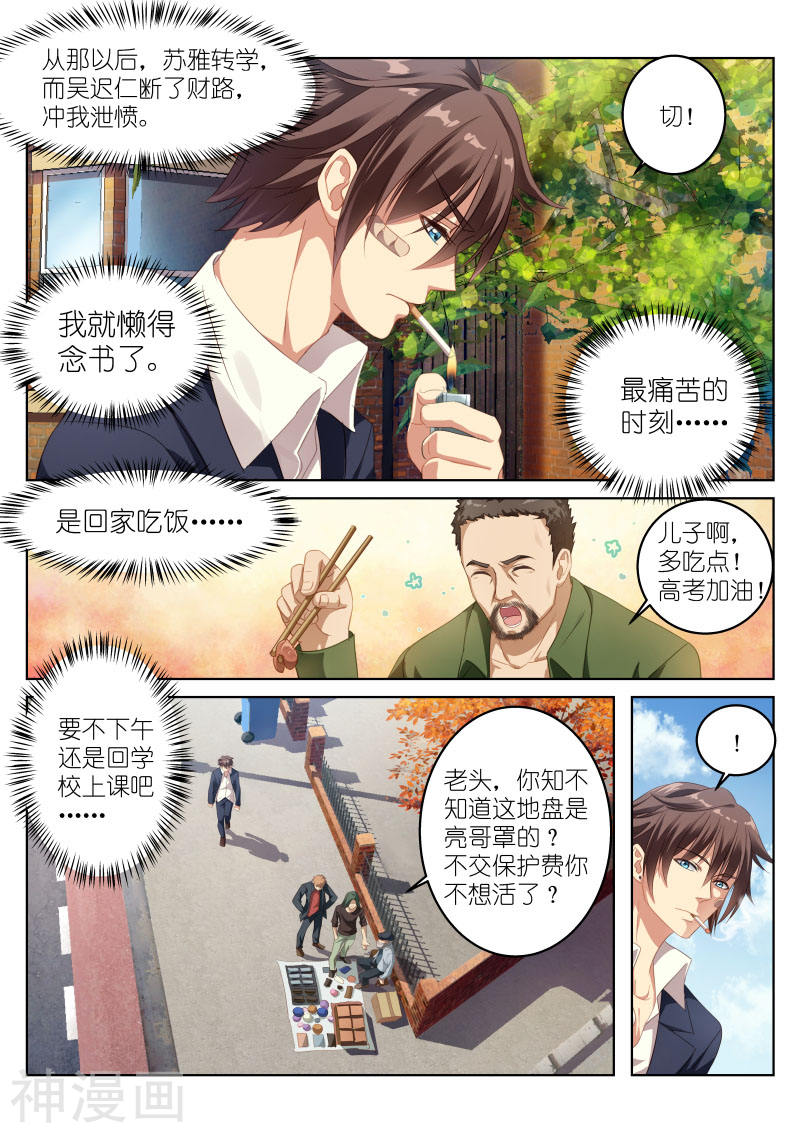 从那以后，苏雅转学，
而吴迟仁断了财路，
冲我泄愤。
切！
我就懒得
念书了。
最痛苦的
时刻……
是回家吃饭……
儿子啊，
多吃点！
高考加油！
要不下午
还是回学
校上课吧
……
老头，你知不
知道这地盘是
亮哥罩的？
不交保护费你
不想活了？
！
神漫画